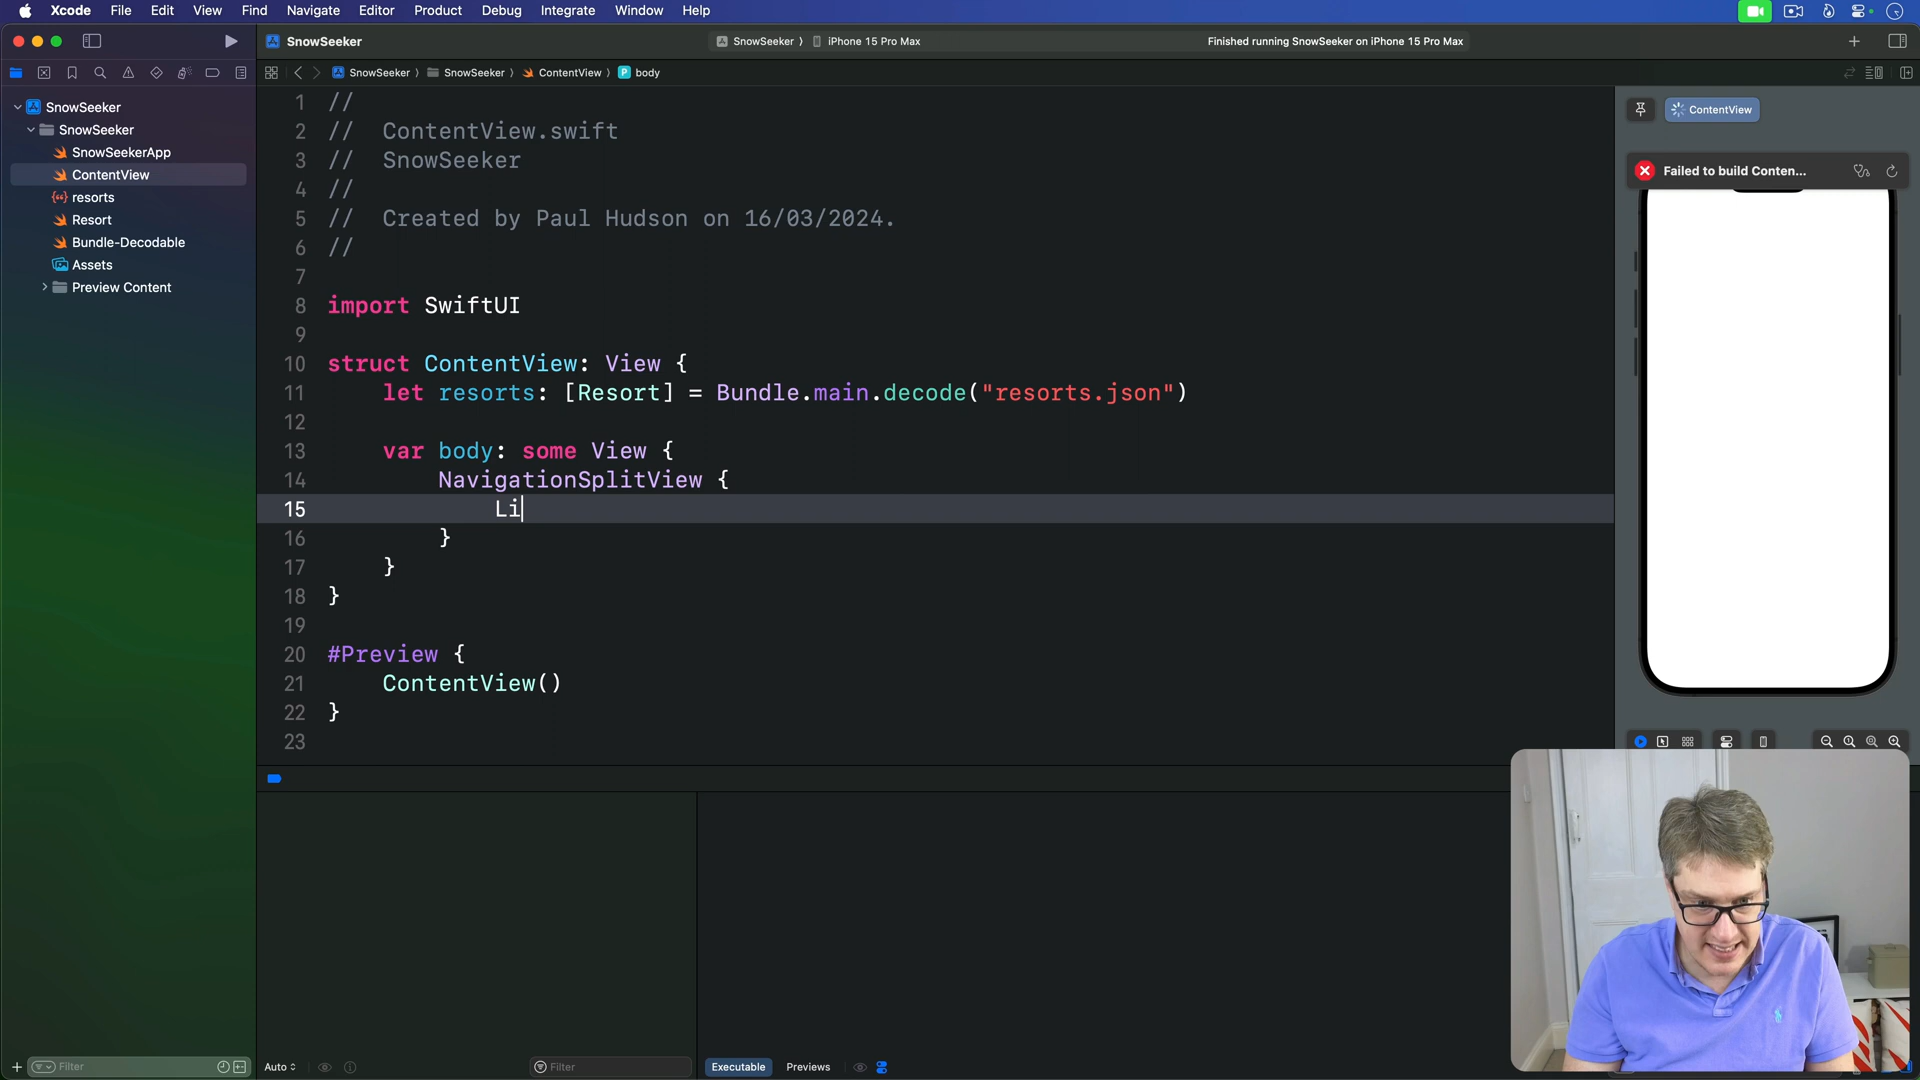 Xcode File Edit View Find Navigate Editor Product Debug Integrate Window Help
SnowSeeker
SnowSeeker
iPhone 15 Pro Max
Finished running SnowSeeker on iPhone 15 Pro Max
SnowSeeker
SnowSeeker
ContentView
body
SnowSeeker
SnowSeeker
SnowSeekerApp
ContentView
resorts
Resort
Bundle-Decodable
Assets
Preview Content
1 //
2 // ContentView.swift
3 // SnowSeeker
4 //
5 // Created by Paul Hudson on 16/03/2024.
6 //
7
8 import SwiftUI
9
10 struct ContentView: View {
11 let resorts: [Resort] = Bundle.main.decode("resorts.json")
12
13 var body: some View {
14 NavigationSplitView {
15 Li
16 }
17 }
18 }
19
20 #Preview {
21 ContentView()
22 }
23
ContentView
Failed to build Conten...
Filter
Auto
Filter
Executable
Previews